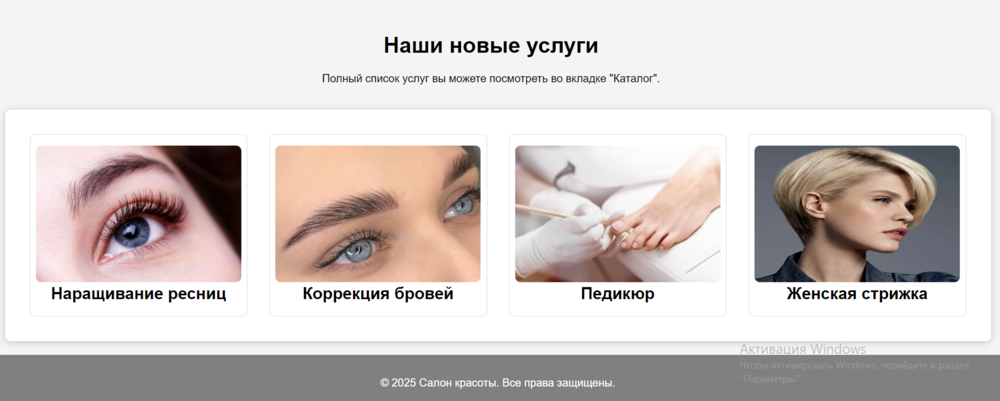 Наши новые услуги
Полный список услуг вы можете посмотреть во вкладке "Каталог".
Наращивание ресниц
Коррекция бровей
Педикюр
Женская стрижка
Активация Windows
Чтобы активировать Windows, перейдите в раздел
"Параметры".
© 2025 Салон красоты. Все права защищены.